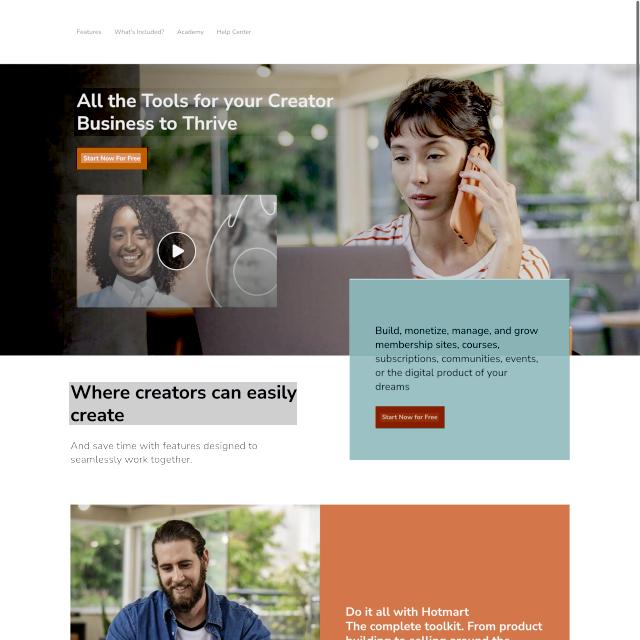 Features What's Included? Academy Help Center
All the Tools for your Creator
Business to Thrive
Start Now For Free
Build, monetize, manage, and grow
membership sites, courses,
subscriptions, communities, events,
or the digital product of your
dreams
Start Now for Free
Where creators can easily
create
And save time with features designed to
seamlessly work together.
Do it all with Hotmart
The complete toolkit. From product
building to selling around the